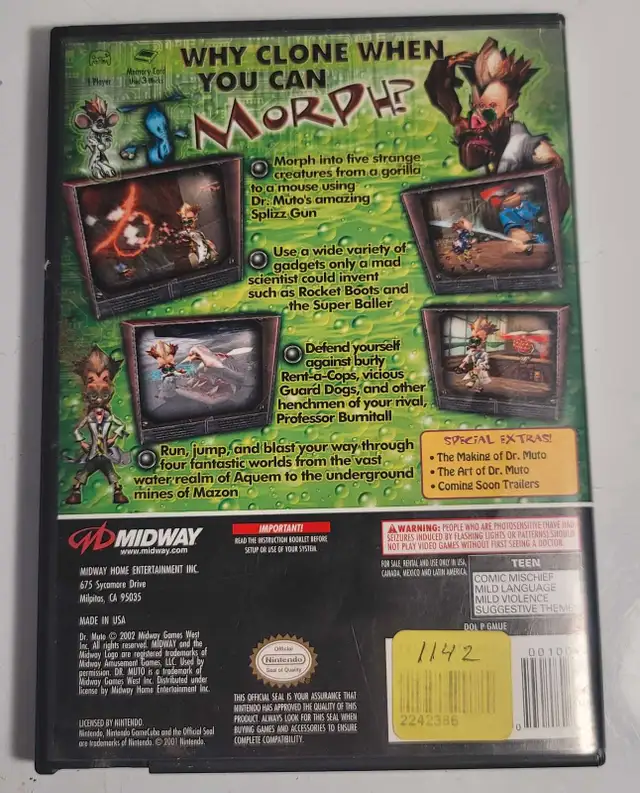 WHY CLONE WHEN
YOU CAN
MORPH?
1 Player
Memory Card
Morph into five strange
creatures from a gorilla
to a mouse using
Dr. Muto's amazing
Splizz Gun
Use a wide variety of
gadgets only a mad
scientist could invent
such as Rocket Boots and
the Super Baller
Defend yourself
against burly
Rent-a-Cops, vicious
Guard Dogs, and other
henchmen of your rival,
Professor Burnitall
Run, jump, and blast your way through
four fantastic worlds from the vast
water realm of Aquem to the underground
mines of Mazon
SPECIAL EXTRAS!
• The Making of Dr. Muto
• The Art of Dr. Muto
• Coming Soon Trailers
MIDWAY
www.midway.com
MIDWAY HOME ENTERTAINMENT INC.
675 Sycamore Drive
Milpitas, CA 95035
MADE IN USA
Dr. Muto © 2002 Midway Games West
Inc. All rights reserved. MIDWAY and the
Midway Logo are registered trademarks of
Midway Amusement Games, LLC. Used by
permission. DR. MUTO is a trademark of
Midway Games West Inc. Distributed under
license by Midway Home Entertainment Inc.
LICENSED BY NINTENDO.
Nintendo, Nintendo GameCube and the Official Seal
are trademarks of Nintendo. © 2001 Nintendo.
IMPORTANT!
READ THE INSTRUCTION BOOKLET BEFORE
SETUP OR USE OF YOUR SYSTEM.
Official
Nintendo
Seal of Quality
THIS OFFICIAL SEAL IS YOUR ASSURANCE THAT
NINTENDO HAS APPROVED THE QUALITY OF THIS
PRODUCT. ALWAYS LOOK FOR THIS SEAL WHEN
BUYING GAMES AND ACCESSORIES TO ENSURE
COMPLETE COMPATIBILITY.
WARNING: PEOPLE WHO ARE PHOTOSENSITIVE (HAVE HAD
SEIZURES INDUCED BY FLASHING LIGHTS OR PATTERNS) SHOULD
NOT PLAY VIDEO GAMES WITHOUT FIRST SEEING A DOCTOR.
FOR SALE, RENTAL AND USE ONLY IN USA,
CANADA, MEXICO AND LATIN AMERICA.
TEEN
COMIC MISCHIEF
MILD LANGUAGE
MILD VIOLENCE
SUGGESTIVE THEME
DOL P GMUE
1142
2242386
0
0010